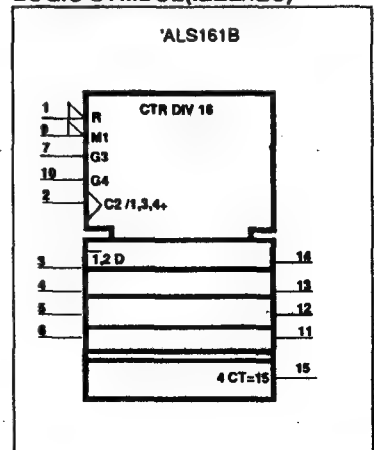 'ALS161B
CTR DIV 16
1 R
9 M1
7 G3
10 G4
2 C2 /1,3,4+
3 1,2 D 14
4 13
5 12
6 11
4 CT=15 15